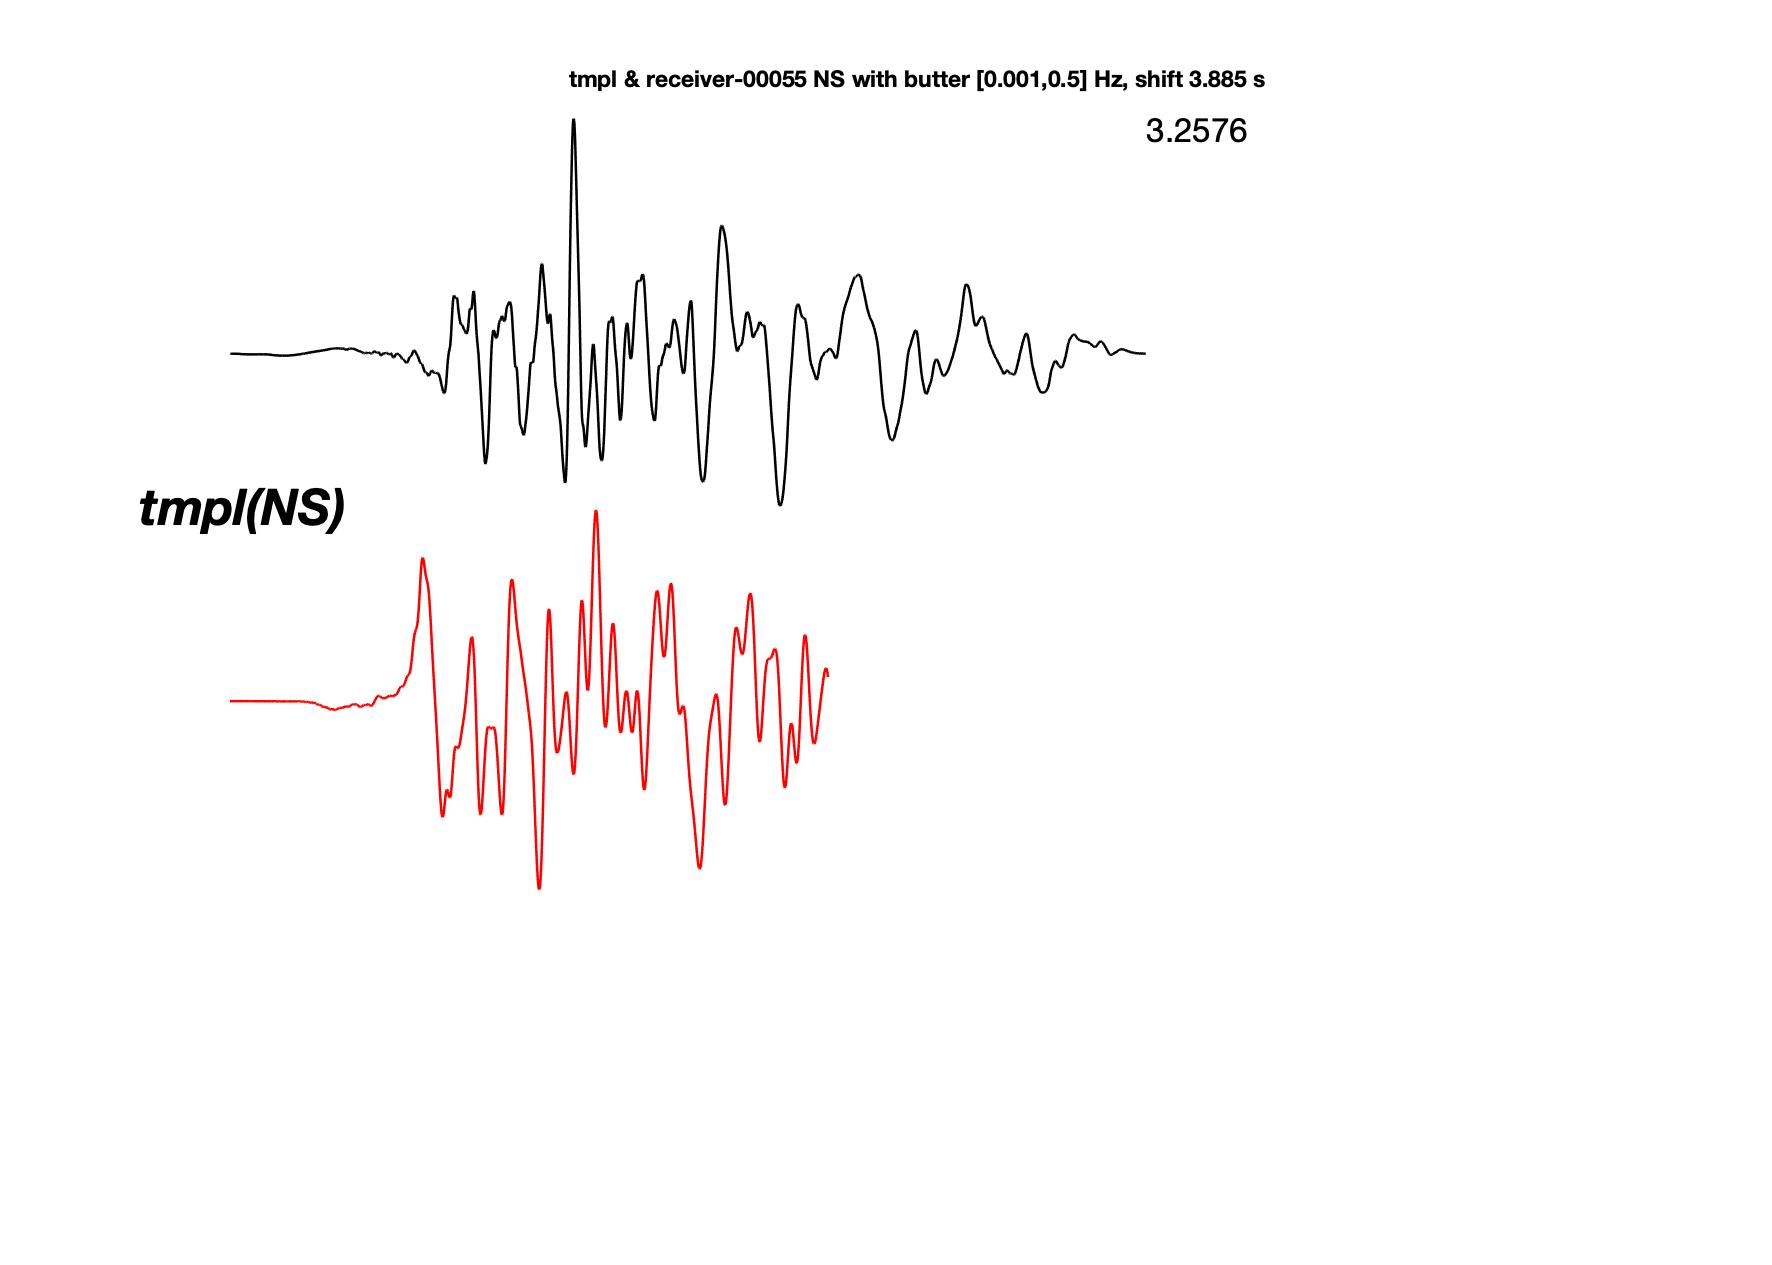 tmpl & receiver-00055 NS with butter [0.001,0.5] Hz, shift 3.885 s
3.2576
tmpl(NS)